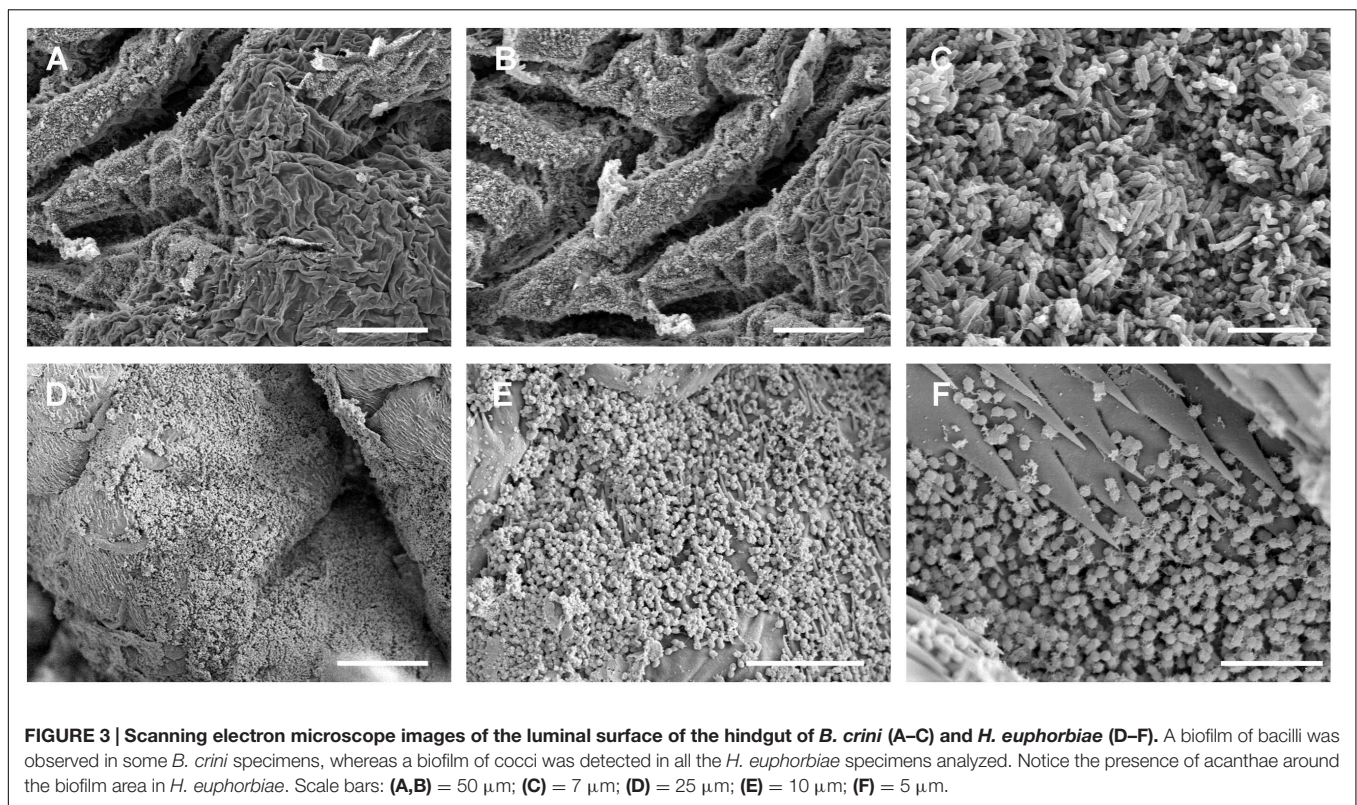 A
B
C
D
E
F
FIGURE 3 | Scanning electron microscope images of the luminal surface of the hindgut of B. crini (A–C) and H. euphorbiae (D–F). A biofilm of bacilli was
observed in some B. crini specimens, whereas a biofilm of cocci was detected in all the H. euphorbiae specimens analyzed. Notice the presence of acanthae around
the biofilm area in H. euphorbiae. Scale bars: (A,B) = 50 μm; (C) = 7 μm; (D) = 25 μm; (E) = 10 μm; (F) = 5 μm.